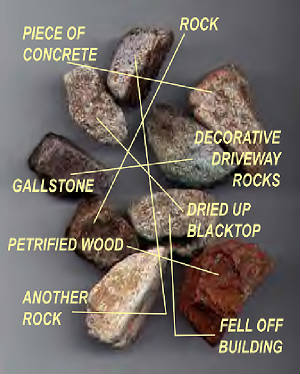 ROCK
PIECE OF
CONCRETE
DECORATIVE
DRIVEWAY
ROCKS
GALLSTONE
DRIED UP
BLACKTOP
PETRIFIED WOOD
ANOTHER
ROCK
FELL OFF
BUILDING